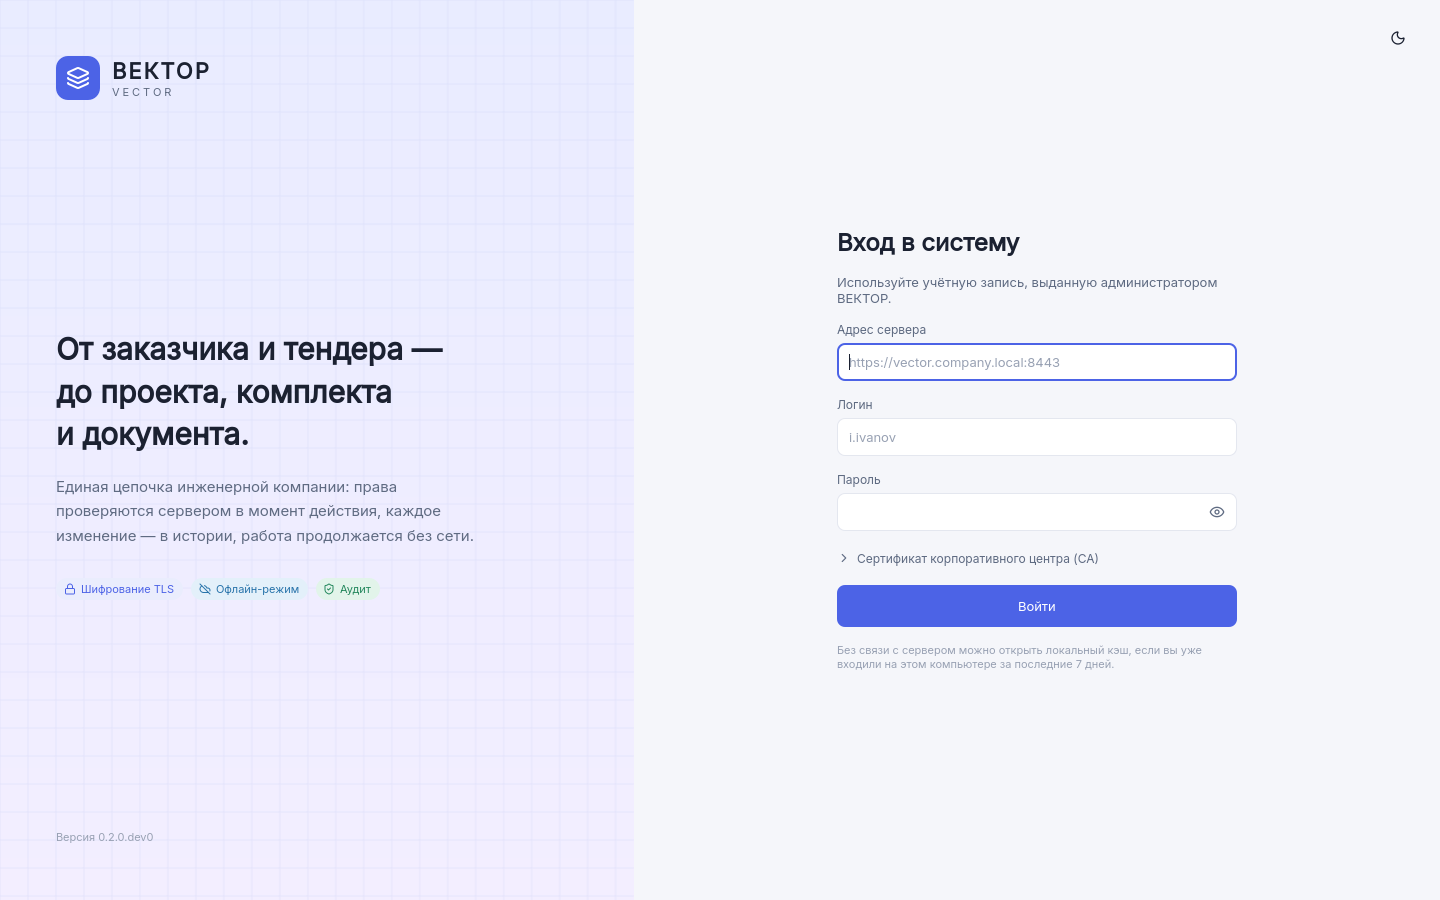 ВЕКТОР
VECTOR
От заказчика и тендера —
до проекта, комплекта
и документа.
Единая цепочка инженерной компании: права
проверяются сервером в момент действия, каждое
изменение — в истории, работа продолжается без сети.
Шифрование TLS
Офлайн-режим
Аудит
Версия 0.2.0.dev0
Вход в систему
Используйте учётную запись, выданную администратором
ВЕКТОР.
Адрес сервера
https://vector.company.local:8443
Логин
i.ivanov
Пароль
Сертификат корпоративного центра (CA)
Войти
Без связи с сервером можно открыть локальный кэш, если вы уже
входили на этом компьютере за последние 7 дней.